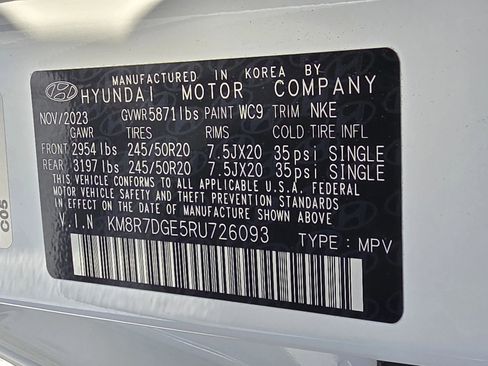 MANUFACTURED IN KOREA BY
HYUNDAI MOTOR COMPANY
NOV/2023 GVWR5871lbs PAINT WC9 TRIM NKE
GAWR TIRES RIMS COLD TIRE INFL
FRONT 2954 lbs 245/50R20 7.5JX20 35psi SINGLE
REAR 3197 lbs 245/50R20 7.5JX20 35psi SINGLE
THIS VEHICLE CONFORMS TO ALL APPLICABLE U.S.A. FEDERAL
MOTOR VEHICLE SAFETY, BUMPER, AND THEFT PREVENTION
STANDARDS IN EFFECT ON THE DATE OF MANUFACTURE SHOWN ABOVE.
V.I.N KM8R7DGE5RU726093 TYPE : MPV
C05